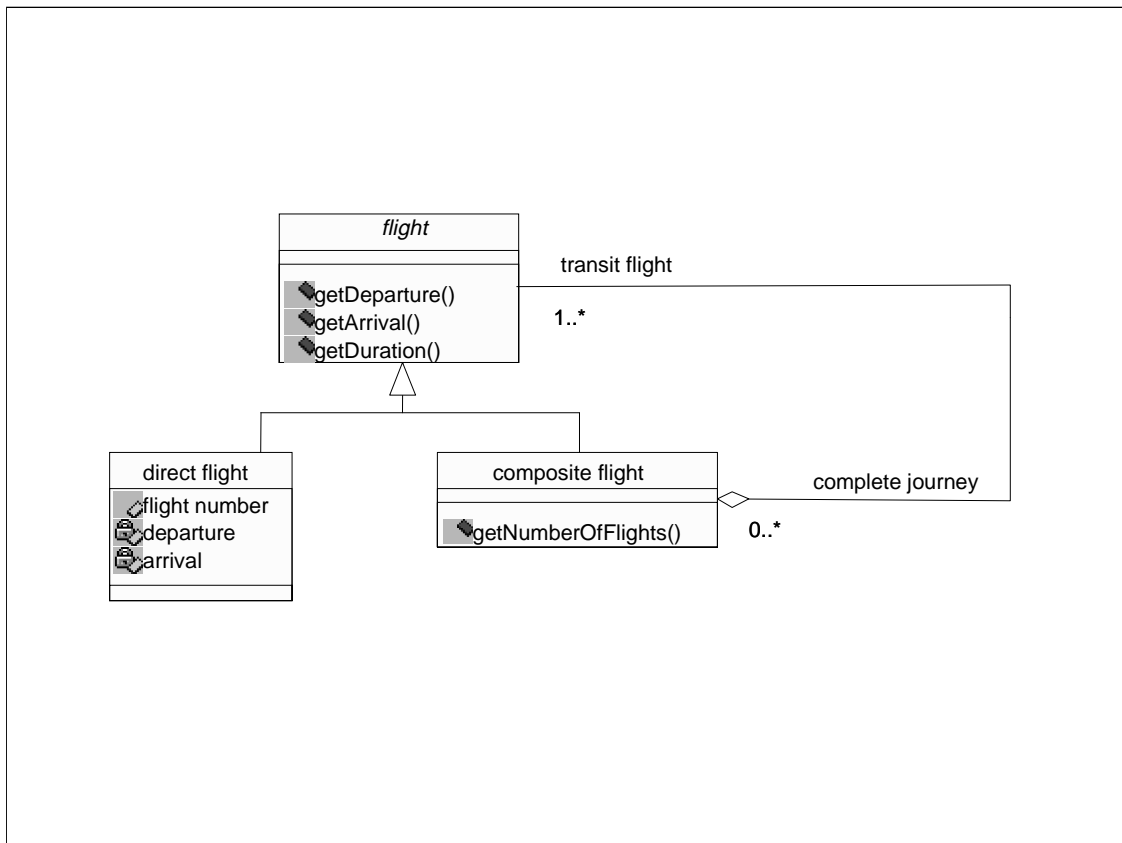 flight
transit flight
getDeparture()
1..*
getArrival()
getDuration()
direct flight
flight number
departure
arrival
composite flight
complete journey
getNumberOfFlights()
0..*